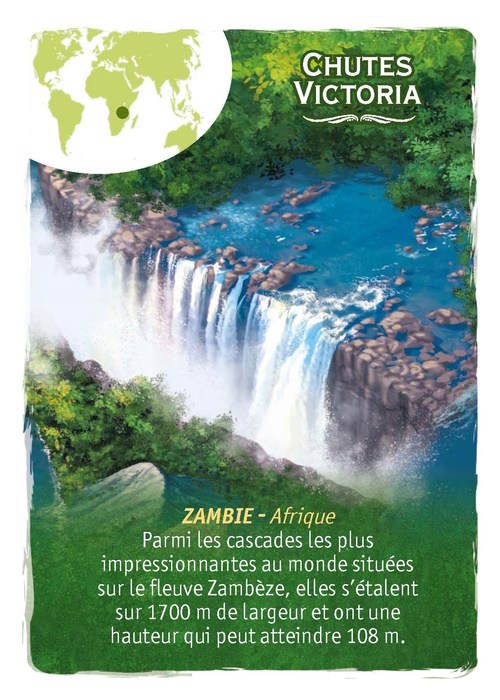 CHUTES
VICTORIA
ZAMBIE - Afrique
Parmi les cascades les plus
impressionnantes au monde situées
sur le fleuve Zambèze, elles s'étalent
sur 1700 m de largeur et ont une
hauteur qui peut atteindre 108 m.